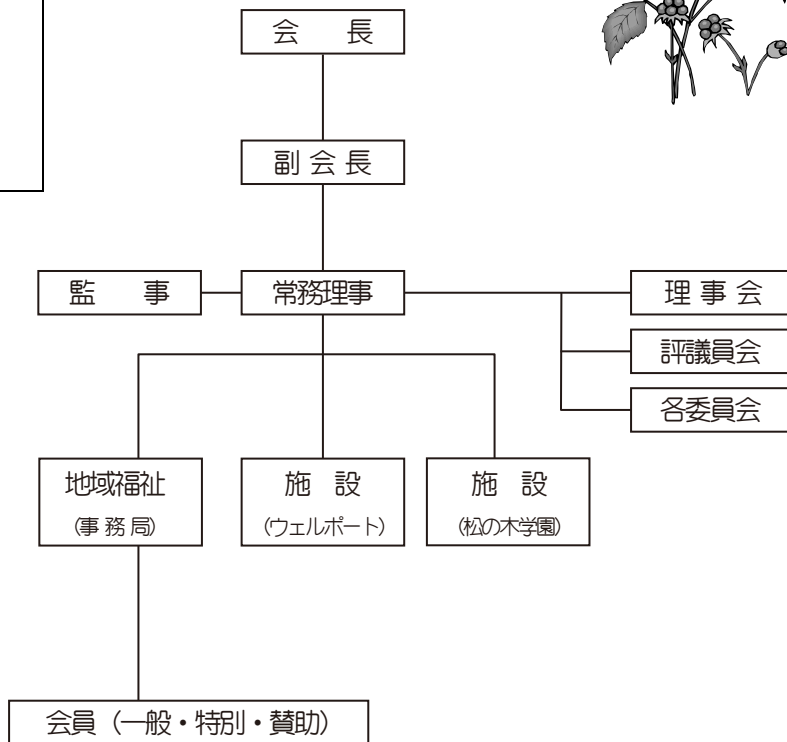 会　長
副 会 長
監　事
常務理事
理 事 会
評議員会
各委員会
地域福祉
(事 務 局)
施　設
(ウェルポート)
施　設
(松の木学園)
会員（一般・特別・賛助）